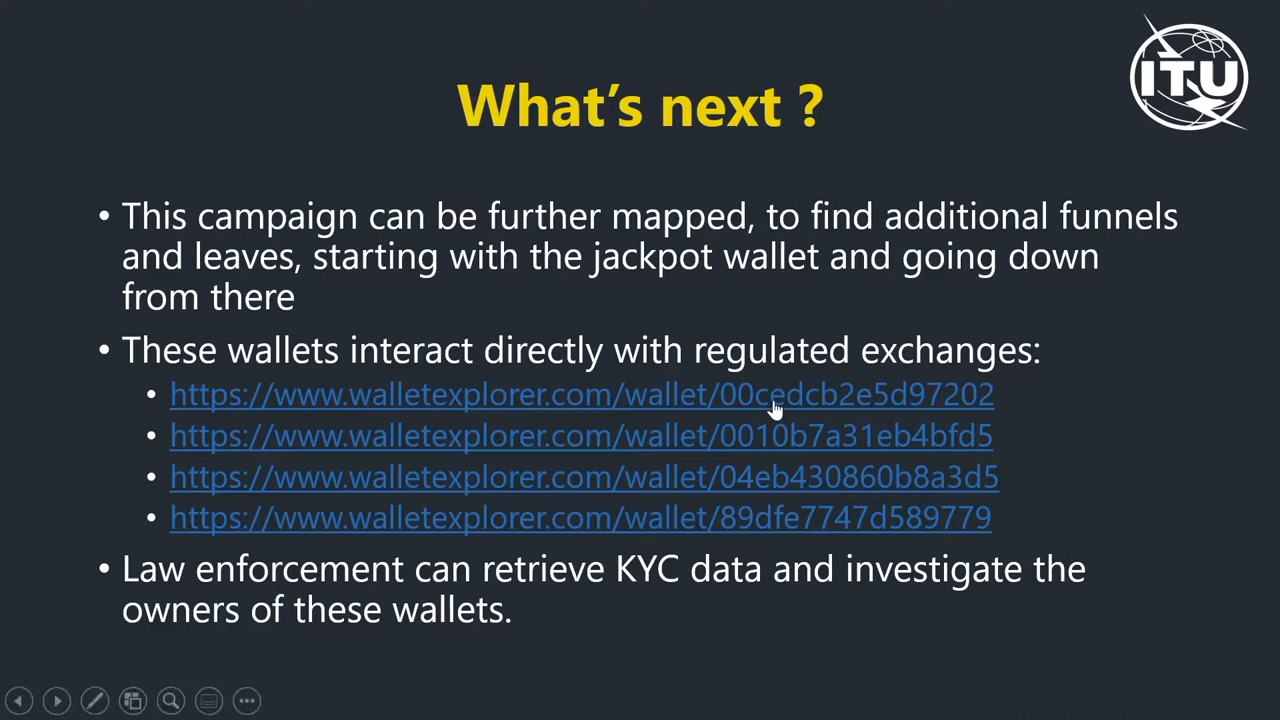 ITU
What's next ?
• This campaign can be further mapped, to find additional funnels
and leaves, starting with the jackpot wallet and going down
from there
• These wallets interact directly with regulated exchanges:
• https://www.walletexplorer.com/wallet/00cedcb2e5d97202
• https://www.walletexplorer.com/wallet/0010b7a31eb4bfd5
• https://www.walletexplorer.com/wallet/04eb430860b8a3d5
• https://www.walletexplorer.com/wallet/89dfe7747d589779
• Law enforcement can retrieve KYC data and investigate the
owners of these wallets.